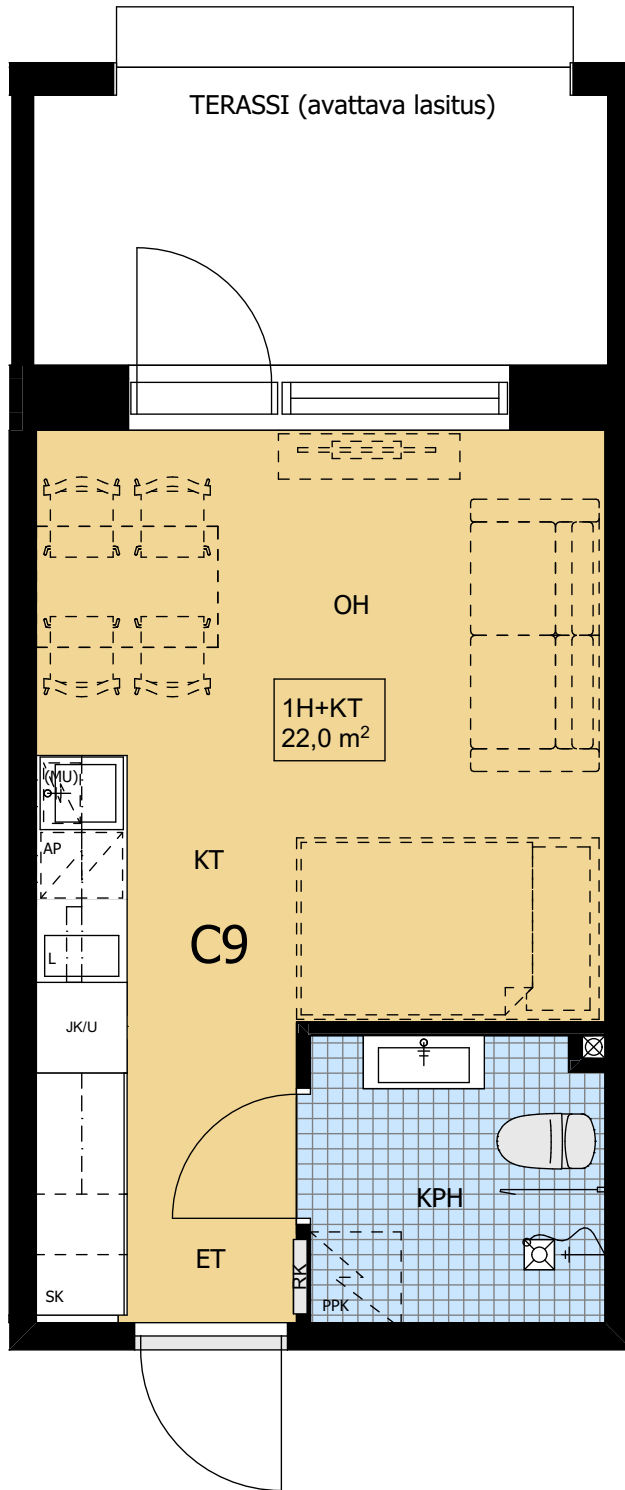 TERASSI (avattava lasitus)
OH
1H+KT
22,0 m²
(MU)
AP
KT
C9
L
JK/U
KPH
ET
RK
SK
PPK